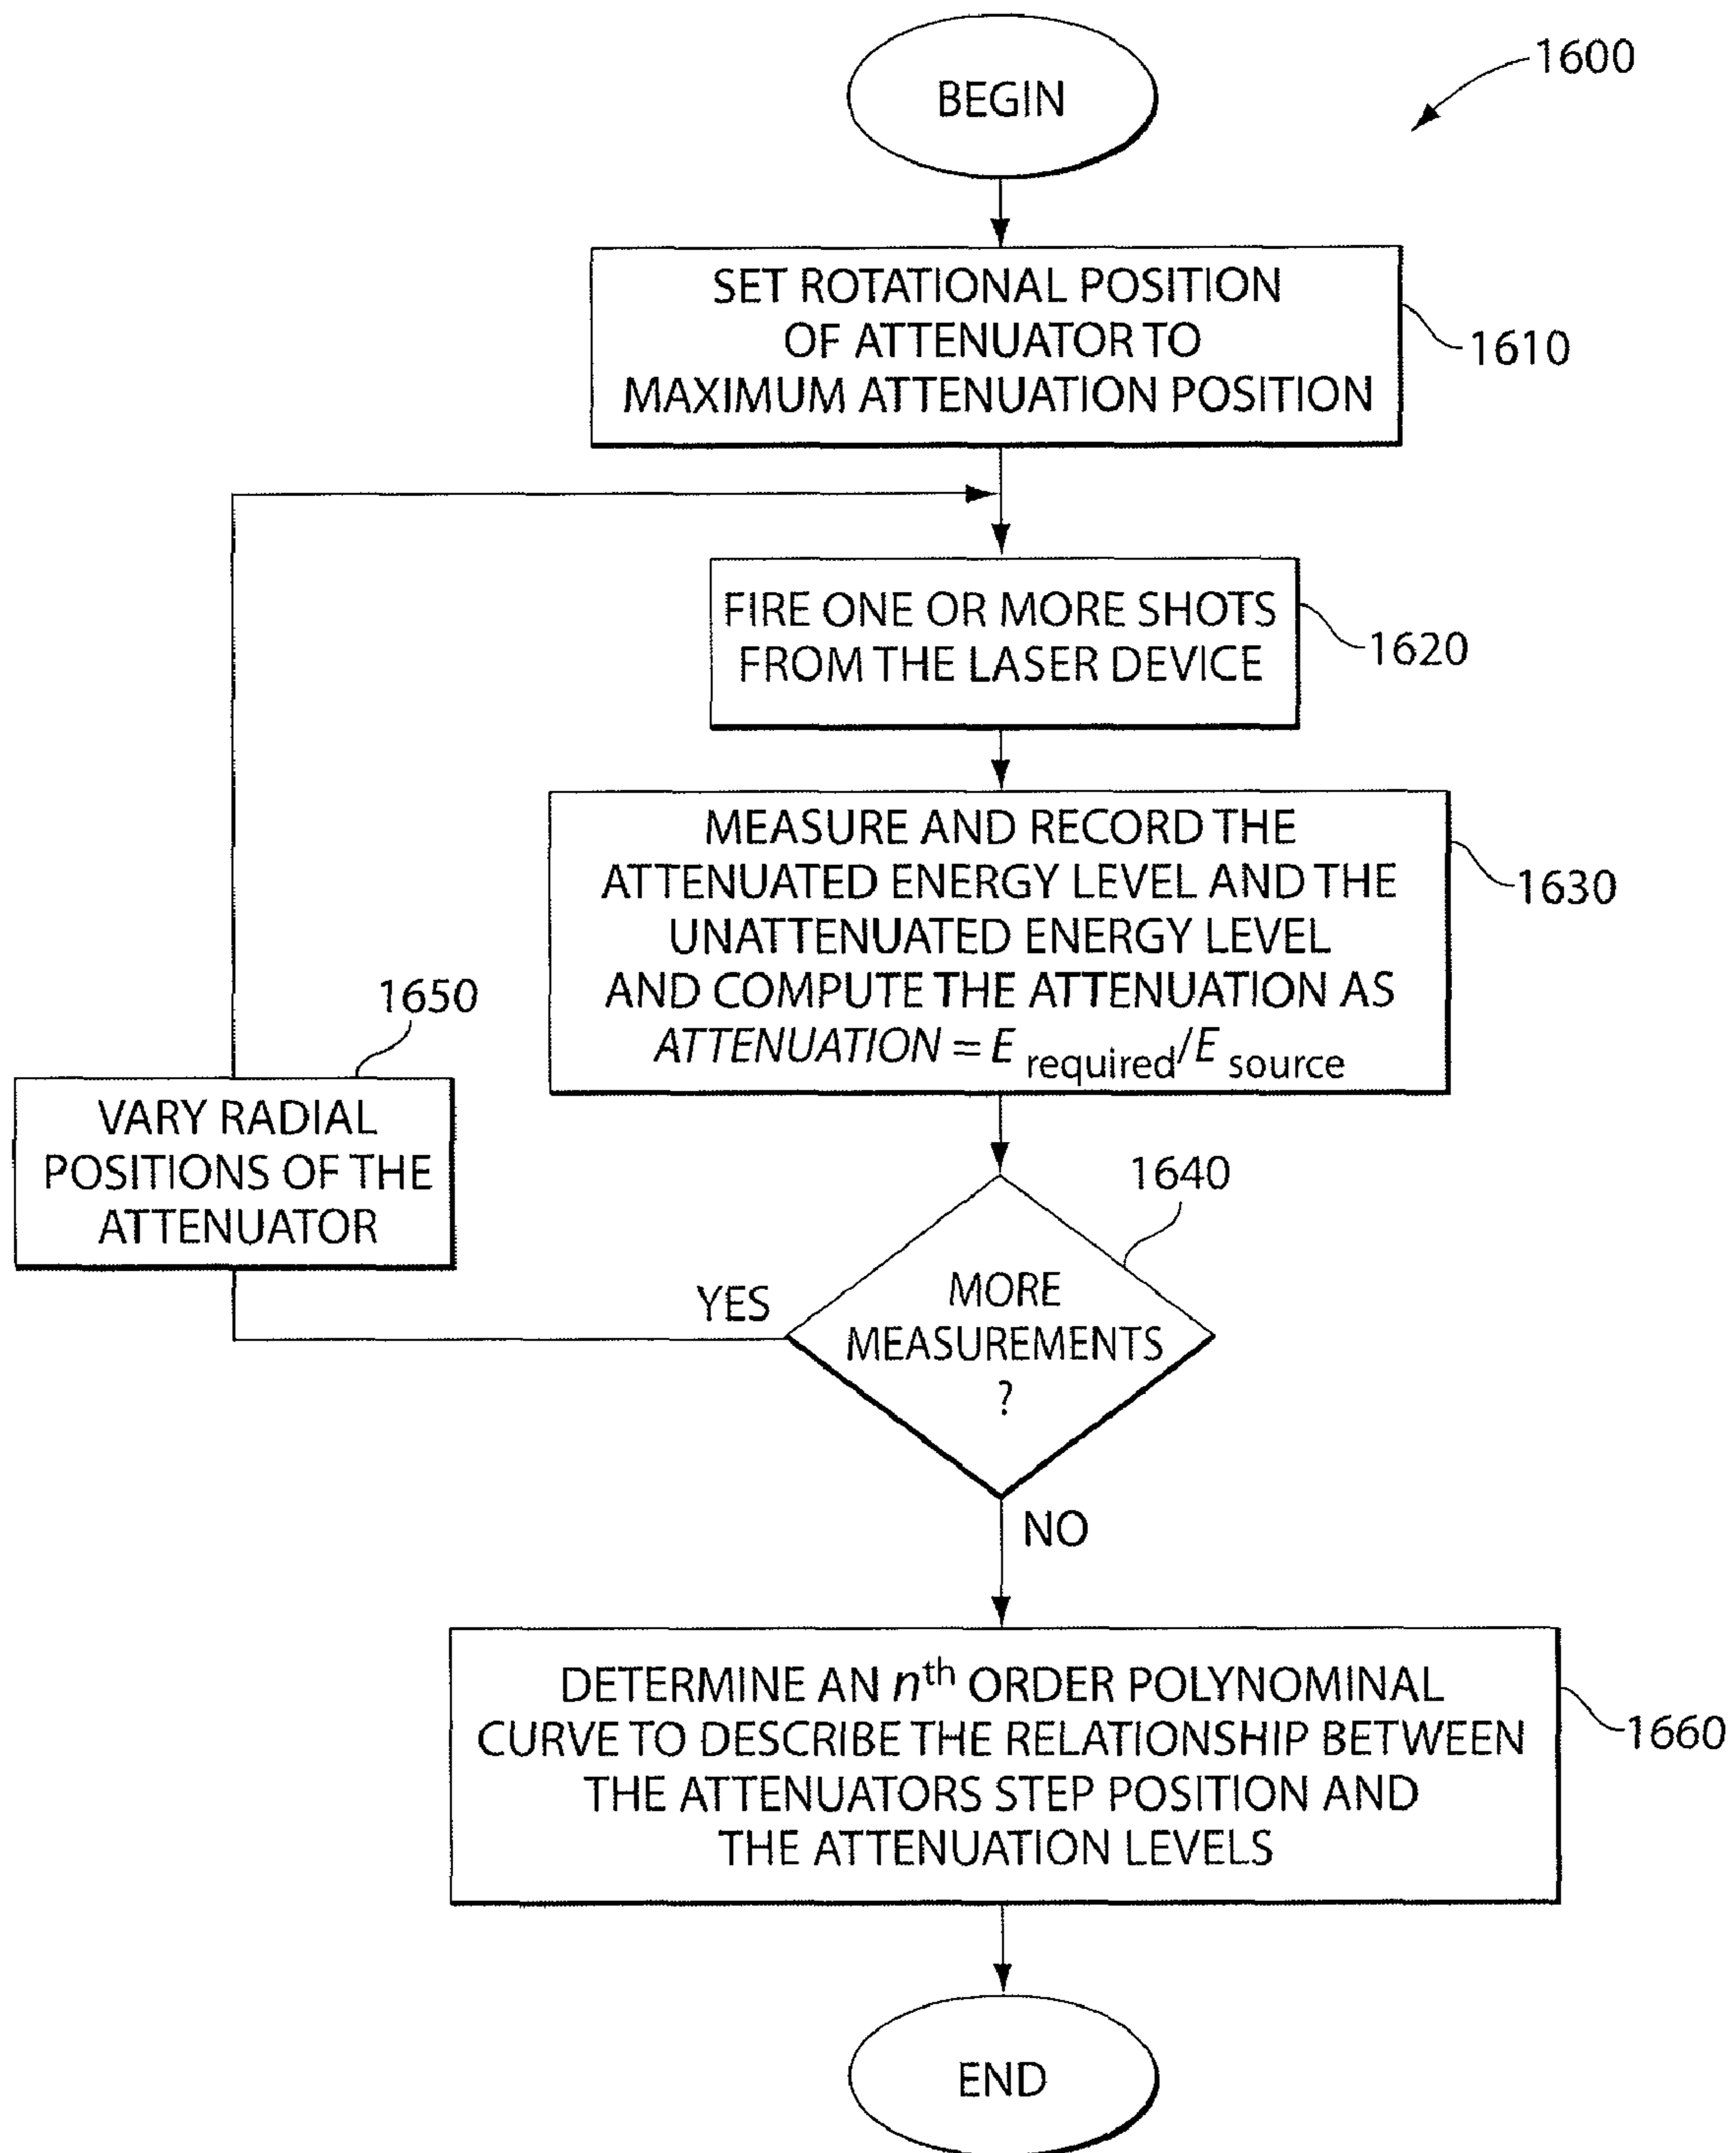 BEGIN
1600
SET ROTATIONAL POSITION
OF ATTENUATOR TO
MAXIMUM ATTENUATION POSITION
1610
FIRE ONE OR MORE SHOTS
FROM THE LASER DEVICE
1620
MEASURE AND RECORD THE
ATTENUATED ENERGY LEVEL AND THE
UNATTENUATED ENERGY LEVEL
AND COMPUTE THE ATTENUATION AS
ATTENUATION = E required/E source
1630
1650
VARY RADIAL
POSITIONS OF THE
ATTENUATOR
1640
MORE
MEASUREMENTS
?
YES
NO
DETERMINE AN nth ORDER POLYNOMINAL
CURVE TO DESCRIBE THE RELATIONSHIP BETWEEN
THE ATTENUATORS STEP POSITION AND
THE ATTENUATION LEVELS
1660
END